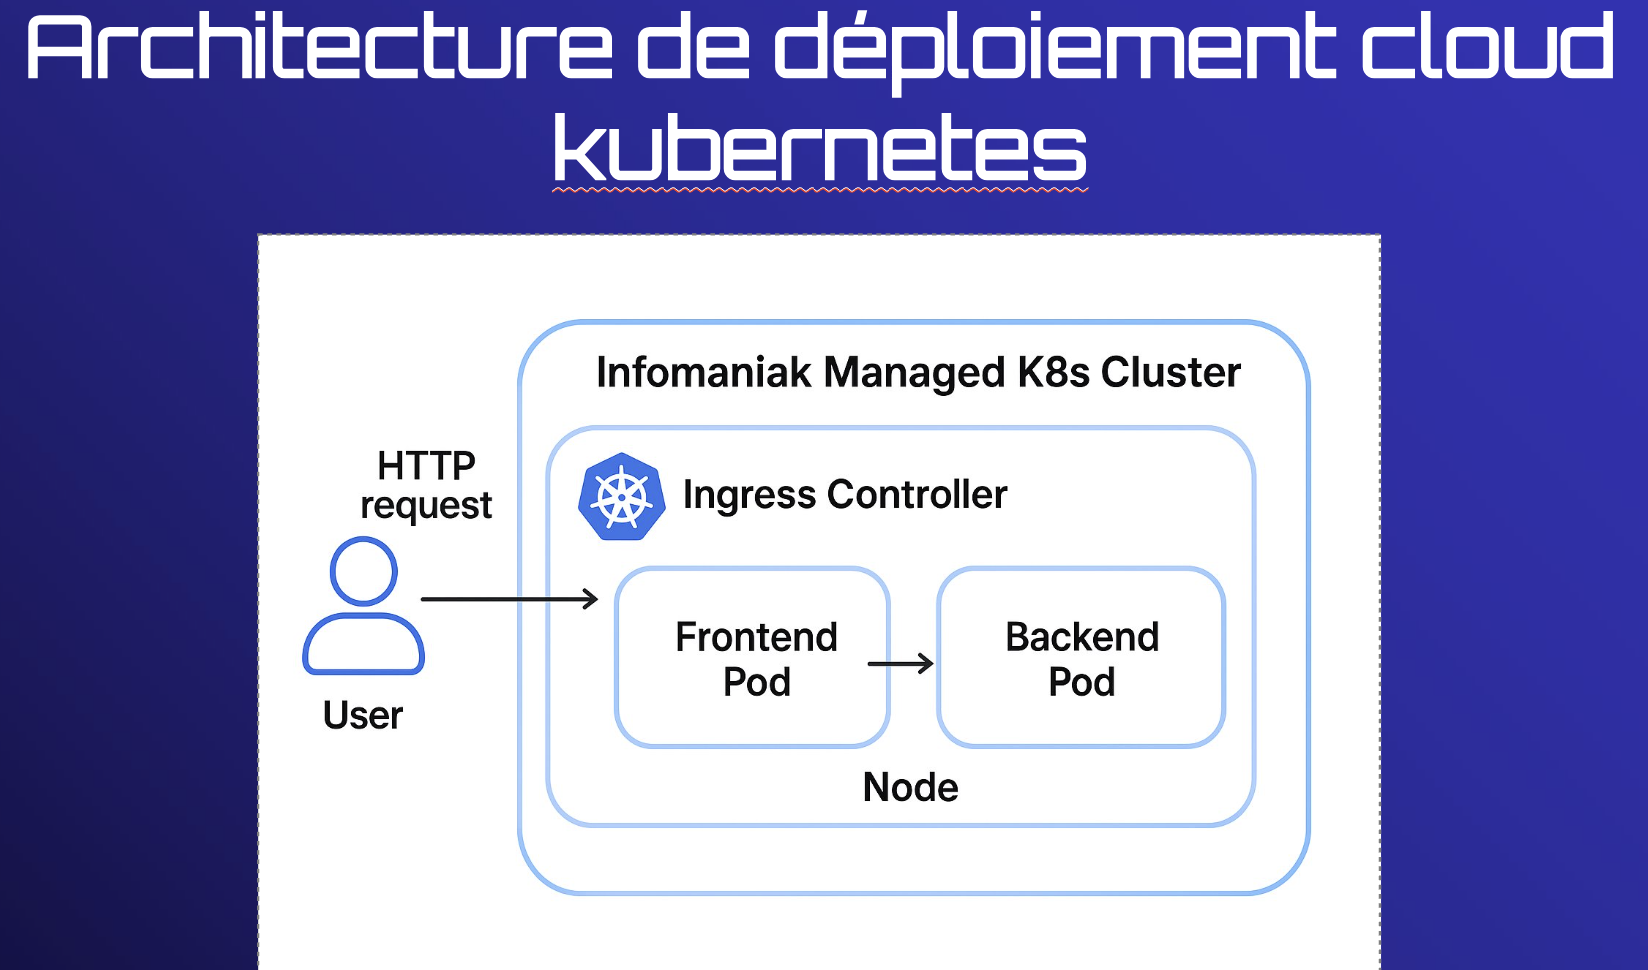 Architecture de déploiement cloud
kubernetes
Infomaniak Managed K8s Cluster
HTTP
request
Ingress Controller
Frontend
Pod
Backend
Pod
User
Node